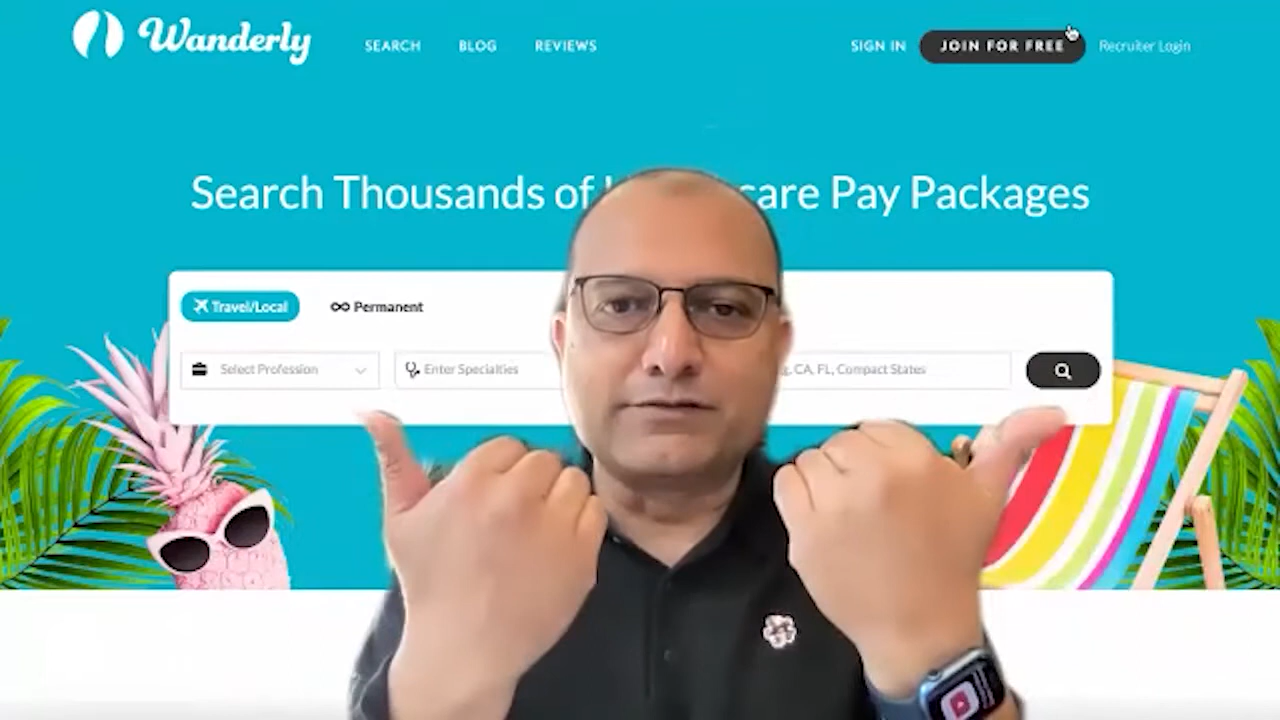 Wanderly
SEARCH
BLOG
REVIEWS
SIGN IN
JOIN FOR FREE
Recruiter Login
Search Thousands of care Pay Packages
Travel/Local
Permanent
Select Profession
Enter Specialties
CA, FL, Compact States